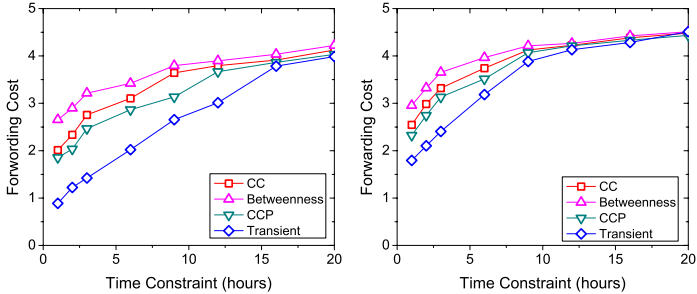 5
4
3
2
1
0
Forwording Cost
0 5 10 15 20
Time Constraint (hours)
CC
Betweenness
CCP
Transient
5
4
3
2
1
0
Forwarding Cost
0 5 10 15 20
Time Constraint (hours)
CC
Betweenness
CCP
Transient